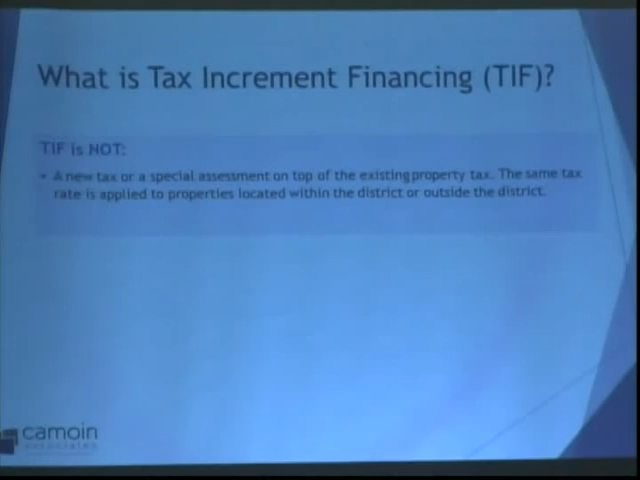 What is Tax Increment Financing (TIF)?
TIF is NOT:
• A new tax or a special assessment on top of the existing property tax. The same tax
rate is applied to properties located within the district or outside the district.
camoin
associates